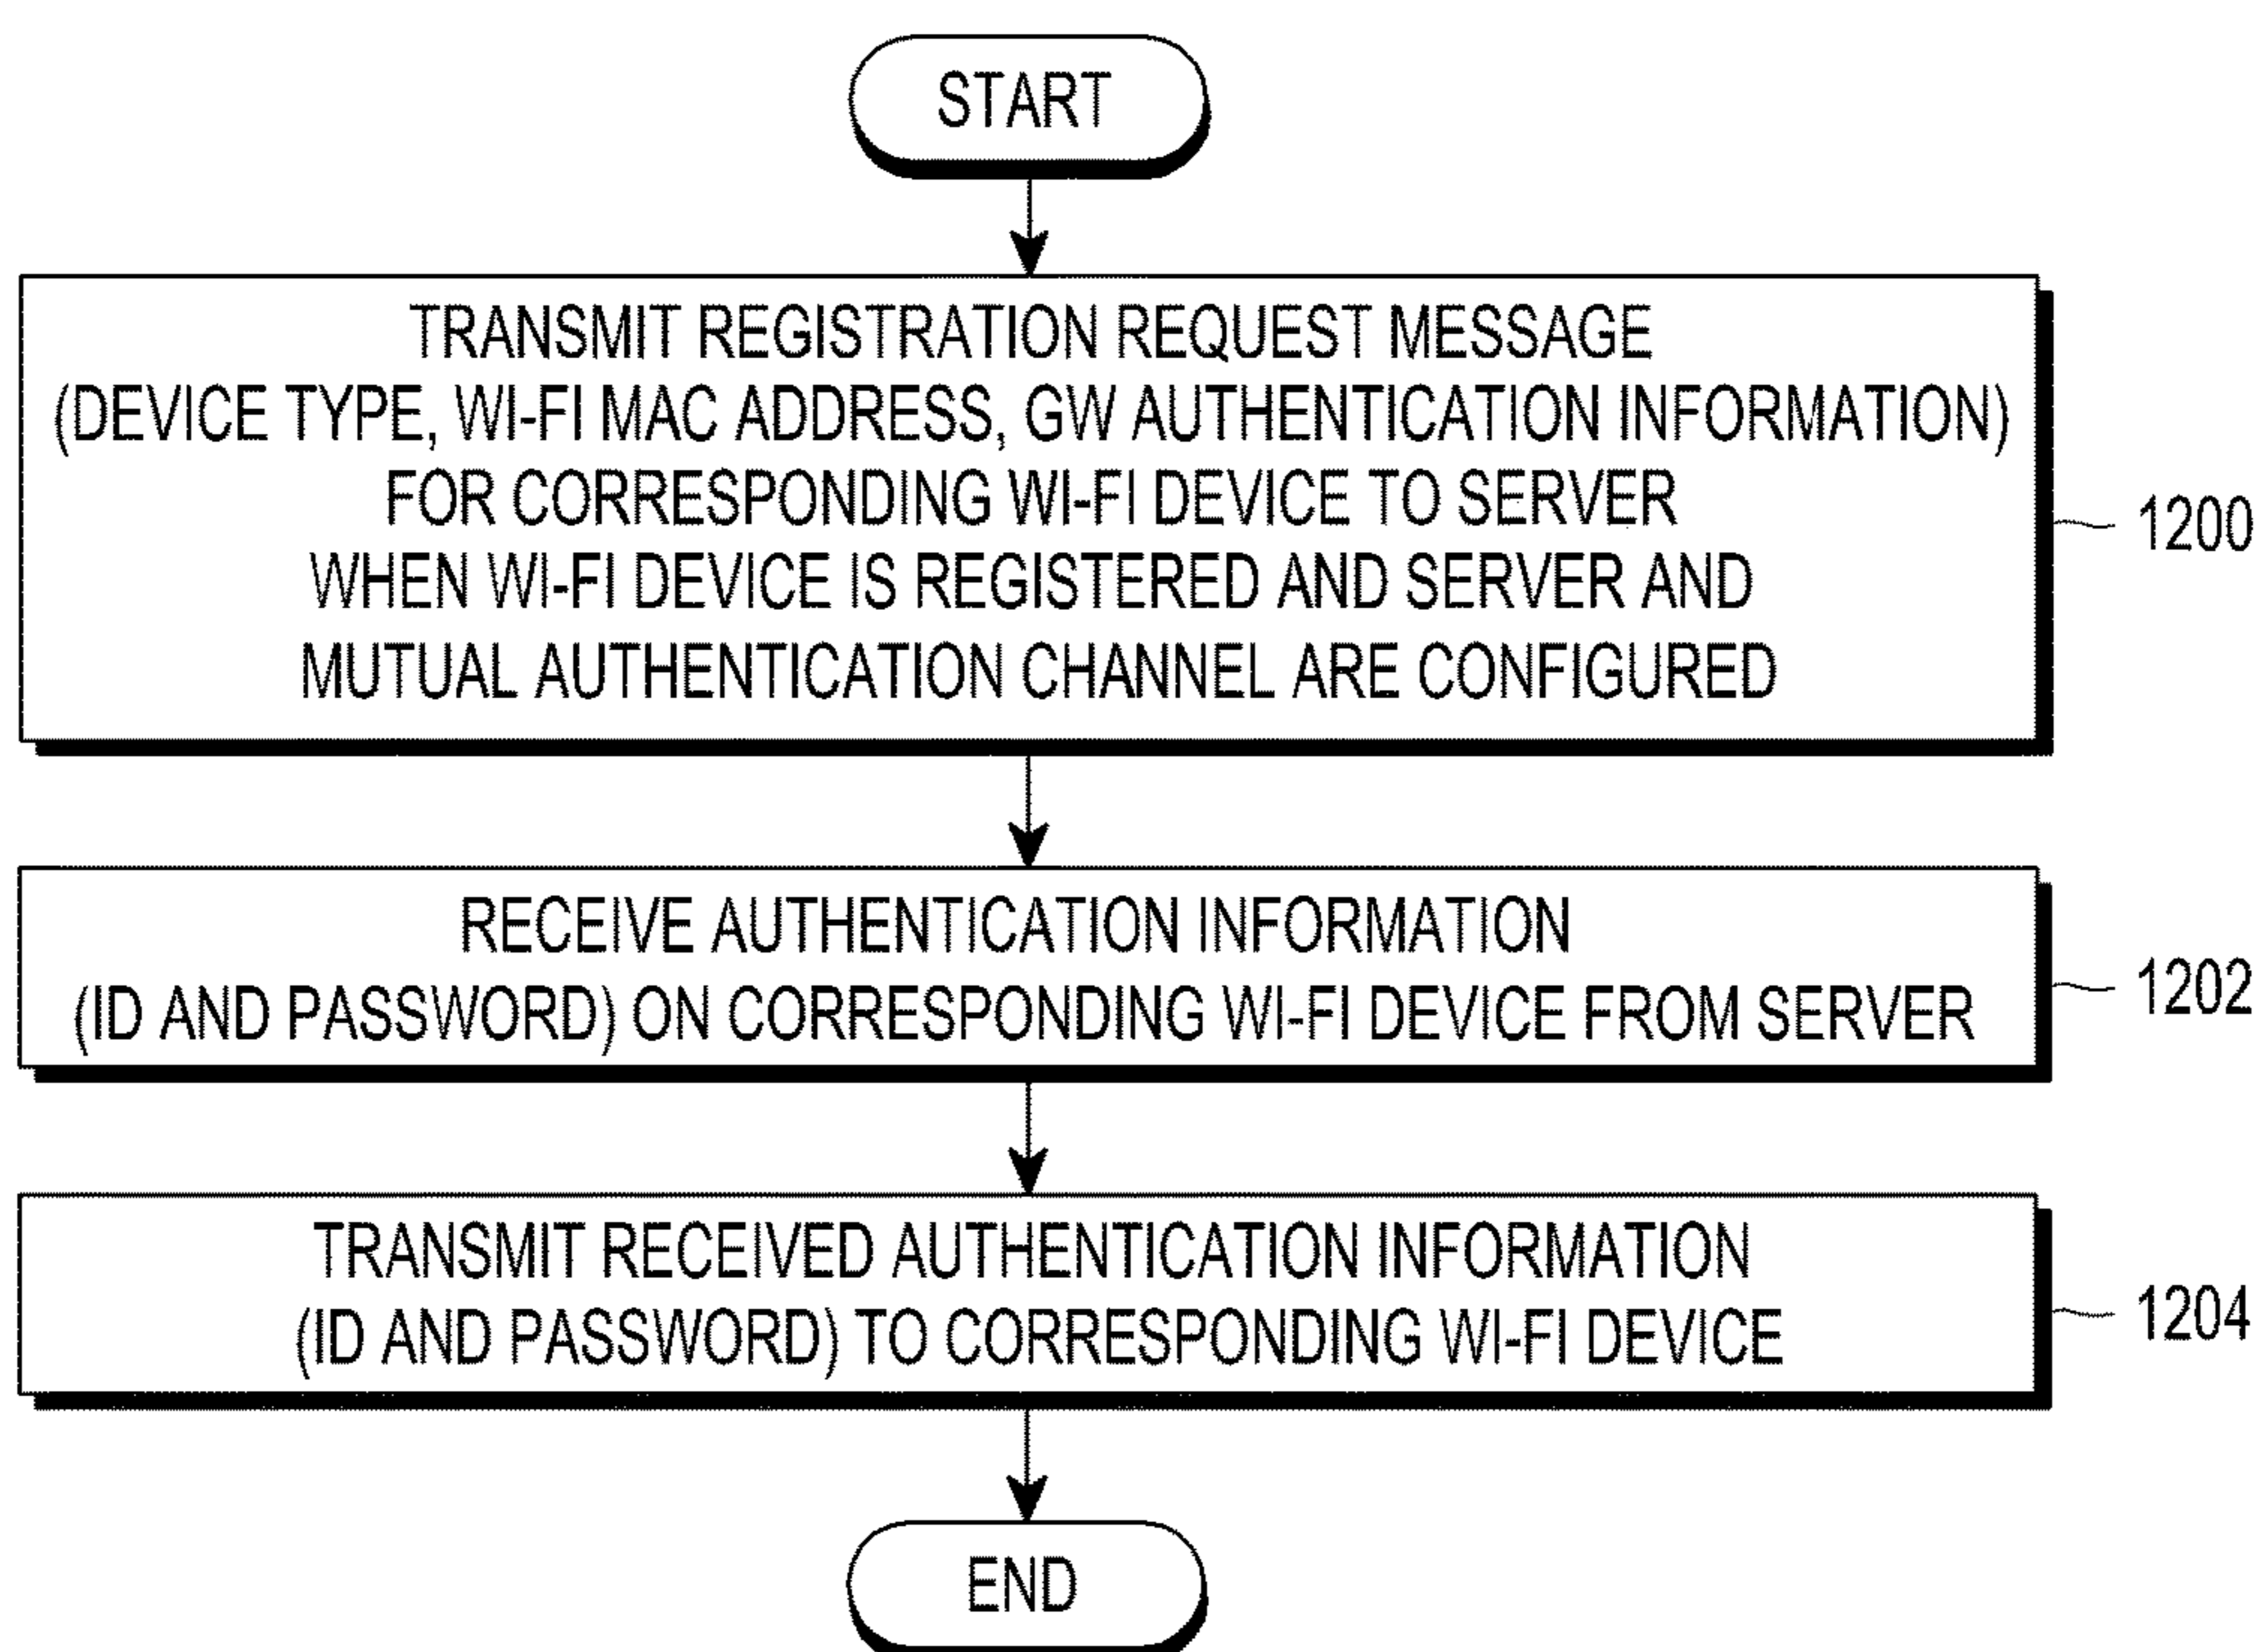 START
TRANSMIT REGISTRATION REQUEST MESSAGE
(DEVICE TYPE, WI-FI MAC ADDRESS, GW AUTHENTICATION INFORMATION)
FOR CORRESPONDING WI-FI DEVICE TO SERVER
WHEN WI-FI DEVICE IS REGISTERED AND SERVER AND
MUTUAL AUTHENTICATION CHANNEL ARE CONFIGURED
1200
RECEIVE AUTHENTICATION INFORMATION
(ID AND PASSWORD) ON CORRESPONDING WI-FI DEVICE FROM SERVER
1202
TRANSMIT RECEIVED AUTHENTICATION INFORMATION
(ID AND PASSWORD) TO CORRESPONDING WI-FI DEVICE
1204
END